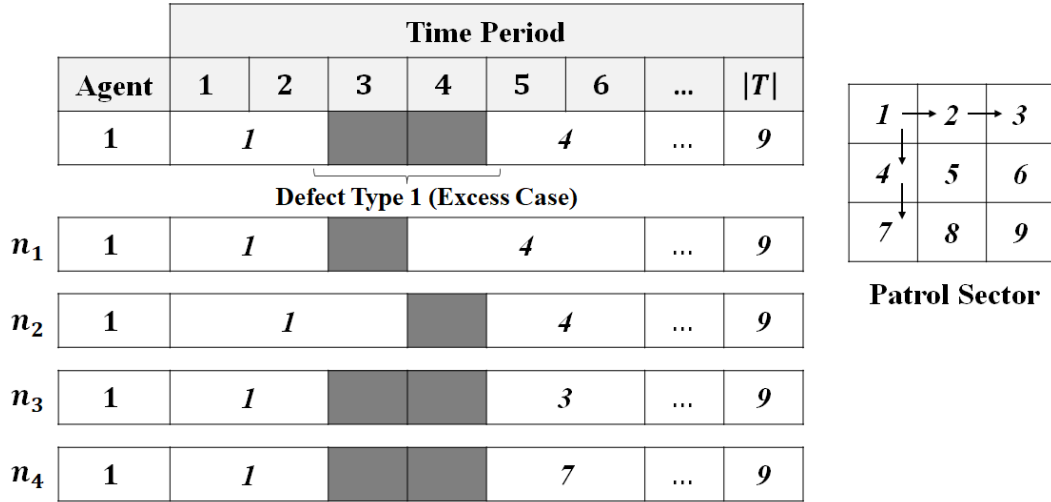 Time Period
Agent 1 2 3 4 5 6 ... |T|
1 1 4 ... 9
Defect Type 1 (Excess Case)
n₁ 1 1 4 ... 9
n₂ 1 1 4 ... 9
n₃ 1 1 3 ... 9
n₄ 1 1 7 ... 9
1 2 3
4 5 6
7 8 9
Patrol Sector